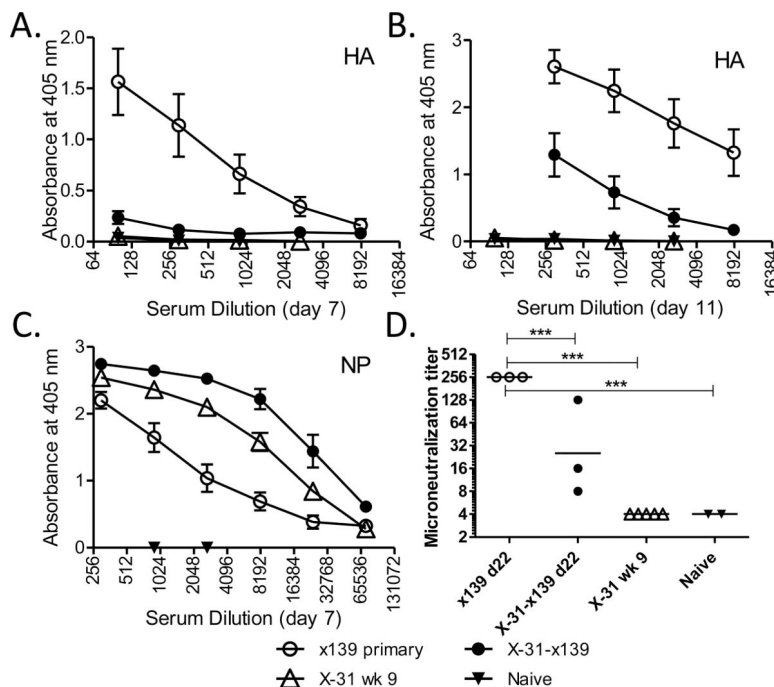 A.
HA
Absorbance at 405 nm
2.0
1.5
1.0
0.5
0.0
64
128
256
512
1024
2048
4096
8192
16384
Serum Dilution (day 7)
B.
HA
Absorbance at 405 nm
3
2
1
0
64
128
256
512
1024
2048
4096
8192
16384
Serum Dilution (day 11)
C.
NP
Absorbance at 405 nm
3
2
1
0
256
512
1024
2048
4096
8192
16384
32768
65536
131072
Serum Dilution (day 7)
D.
***
***
***
Microneutralization titer
512
256
128
64
32
16
8
4
2
x139 d22
X-31-x139 d22
X-31 wk 9
Naive
x139 primary
X-31-x139
X-31 wk 9
Naive